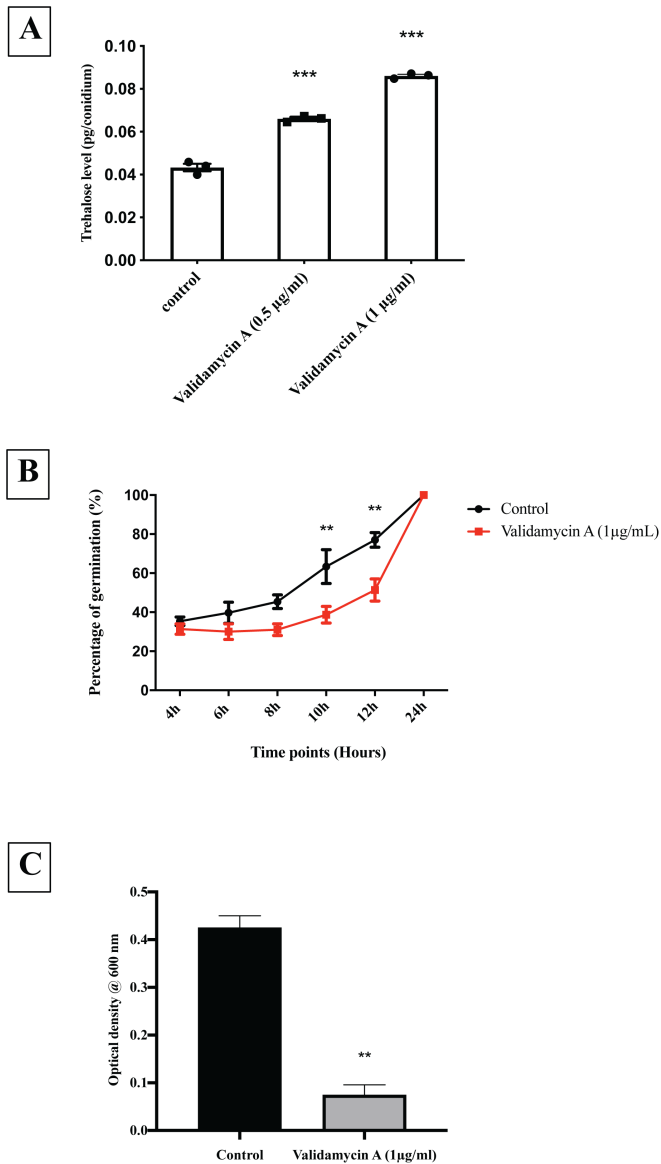 A
Trehalose level (pg/conidium)
0.10
0.08
0.06
0.04
0.02
0.00
***
***
control
Validamycin A (0.5 µg/ml)
Validamycin A (1 µg/ml)
B
Percentage of germination (%)
100
80
60
40
20
0
**
**
Control
Validamycin A (1µg/mL)
4h
6h
8h
10h
12h
24h
Time points (Hours)
C
Optical density @ 600 nm
0.5
0.4
0.3
0.2
0.1
0.0
**
Control
Validamycin A (1µg/ml)